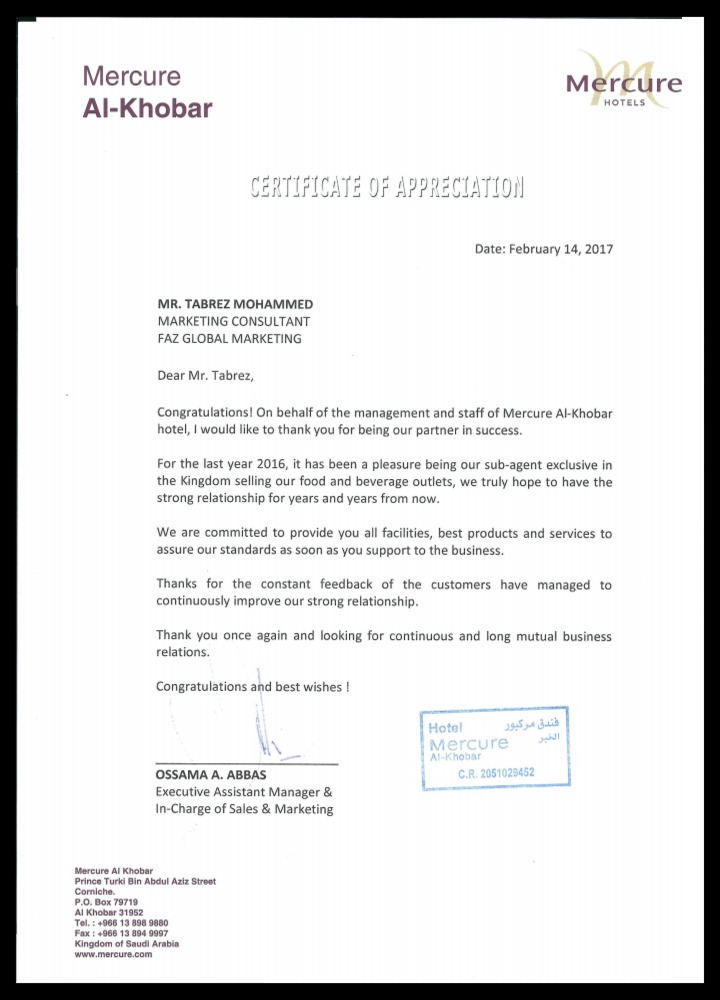 Mercure
Al-Khobar
Mercure
HOTELS
CERTIFICATE OF APPRECIATION
Date: February 14, 2017
MR. TABREZ MOHAMMED
MARKETING CONSULTANT
FAZ GLOBAL MARKETING
Dear Mr. Tabrez,
Congratulations! On behalf of the management and staff of Mercure Al-Khobar
hotel, I would like to thank you for being our partner in success.
For the last year 2016, it has been a pleasure being our sub-agent exclusive in
the Kingdom selling our food and beverage outlets, we truly hope to have the
strong relationship for years and years from now.
We are committed to provide you all facilities, best products and services to
assure our standards as soon as you support to the business.
Thanks for the constant feedback of the customers have managed to
continuously improve our strong relationship.
Thank you once again and looking for continuous and long mutual business
relations.
Congratulations and best wishes !
Hotel فندق مركيور
Mercure الخبر
Al-Khobar
C.R. 2051029452
OSSAMA A. ABBAS
Executive Assistant Manager &
In-Charge of Sales & Marketing
Mercure Al Khobar
Prince Turki Bin Abdul Aziz Street
Corniche.
P.O. Box 79719
Al Khobar 31952
Tel. : +966 13 898 9880
Fax : +966 13 894 9997
Kingdom of Saudi Arabia
www.mercure.com